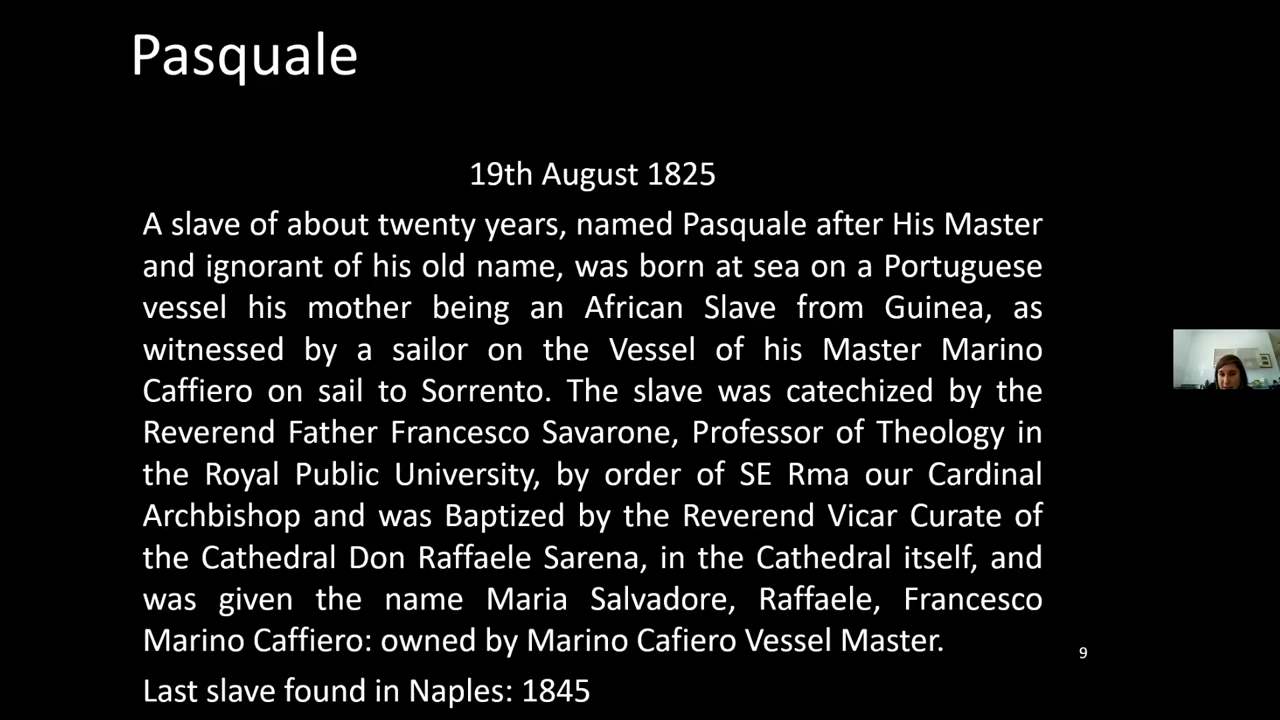 Pasquale
19th August 1825
A slave of about twenty years, named Pasquale after His Master
and ignorant of his old name, was born at sea on a Portuguese
vessel his mother being an African Slave from Guinea, as
witnessed by a sailor on the Vessel of his Master Marino
Caffiero on sail to Sorrento. The slave was catechized by the
Reverend Father Francesco Savarone, Professor of Theology in
the Royal Public University, by order of SE Rma our Cardinal
Archbishop and was Baptized by the Reverend Vicar Curate of
the Cathedral Don Raffaele Sarena, in the Cathedral itself, and
was given the name Maria Salvadore, Raffaele, Francesco
Marino Caffiero: owned by Marino Cafiero Vessel Master.
9
Last slave found in Naples: 1845